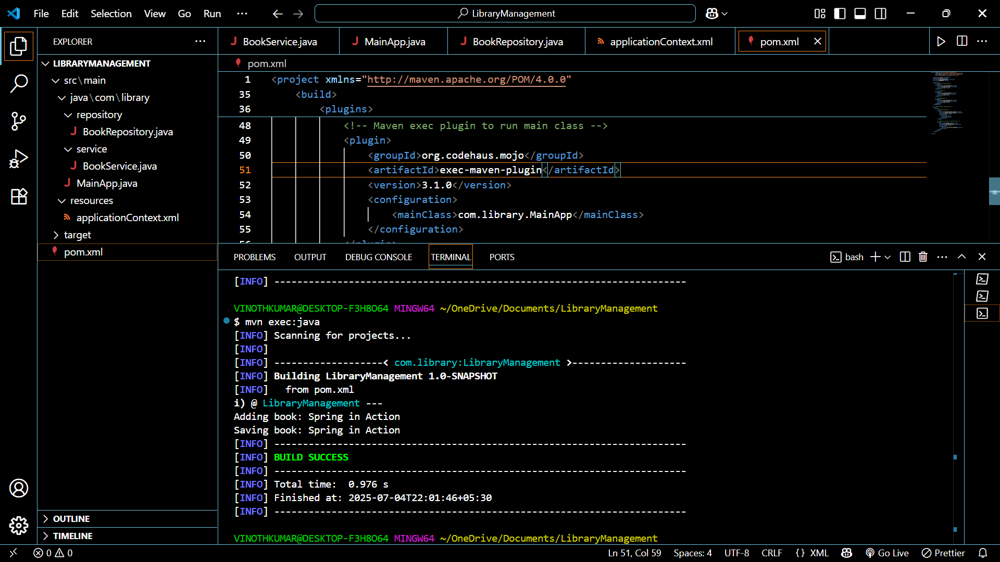 File Edit Selection View Go Run ··· LibraryManagement
EXPLORER ···
LIBRARYMANAGEMENT
src\main
java\com\library
repository
BookRepository.java
service
BookService.java
MainApp.java
resources
applicationContext.xml
target
pom.xml
OUTLINE
TIMELINE
BookService.java MainApp.java BookRepository.java applicationContext.xml pom.xml
pom.xml
1 <project xmlns="http://maven.apache.org/POM/4.0.0"
35 <build>
36 <plugins>
48 <!-- Maven exec plugin to run main class -->
49 <plugin>
50 <groupId>org.codehaus.mojo</groupId>
51 <artifactId>exec-maven-plugin</artifactId>
52 <version>3.1.0</version>
53 <configuration>
54 <mainClass>com.library.MainApp</mainClass>
55 </configuration>
56 </plugin>
PROBLEMS OUTPUT DEBUG CONSOLE TERMINAL PORTS bash
[INFO] ------------------------------------------------------------------------
VINOTHKUMAR@DESKTOP-F3H8O64 MINGW64 ~/OneDrive/Documents/LibraryManagement
$ mvn exec:java
[INFO] Scanning for projects...
[INFO]
[INFO] -------------------< com.library:LibraryManagement >--------------------
[INFO] Building LibraryManagement 1.0-SNAPSHOT
[INFO]   from pom.xml
i) @ LibraryManagement ---
Adding book: Spring in Action
Saving book: Spring in Action
[INFO] ------------------------------------------------------------------------
[INFO] BUILD SUCCESS
[INFO] ------------------------------------------------------------------------
[INFO] Total time:  0.976 s
[INFO] Finished at: 2025-07-04T22:01:46+05:30
[INFO] ------------------------------------------------------------------------
VINOTHKUMAR@DESKTOP-F3H8O64 MINGW64 ~/OneDrive/Documents/LibraryManagement
0 0 Ln 51, Col 59 Spaces: 4 UTF-8 CRLF {} XML Go Live Prettier